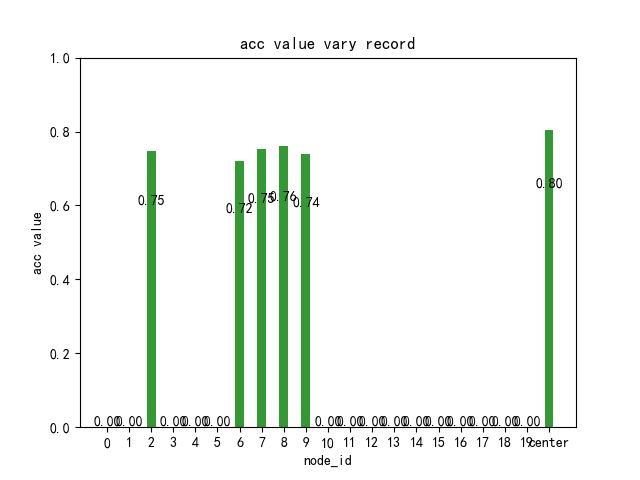 acc value vary record
1.0
0.8
0.6
0.4
0.2
0.0
acc value
0.00 0.00 0.75 0.00 0.00 0.00 0.72 0.75 0.76 0.74 0.00 0.00 0.00 0.00 0.00 0.00 0.00 0.00 0.00 0.00 0.80
0 1 2 3 4 5 6 7 8 9 10 11 12 13 14 15 16 17 18 19 center
node_id